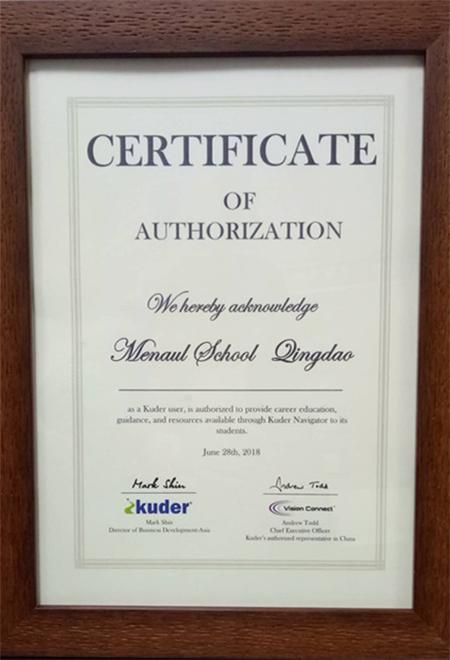 CERTIFICATE
OF
AUTHORIZATION
We hereby acknowledge
Menaul School Qingdao
as a Kuder user, is authorized to provide career education,
guidance, and resources available through Kuder Navigator to its
students.
June 28th, 2018
Mark Shin
Andrew Todd
kuder
Vision Connect
Mark Shin
Andrew Todd
Director of Business Development-Asia
Chief Executive Officer
Kuder's authorized representative in China